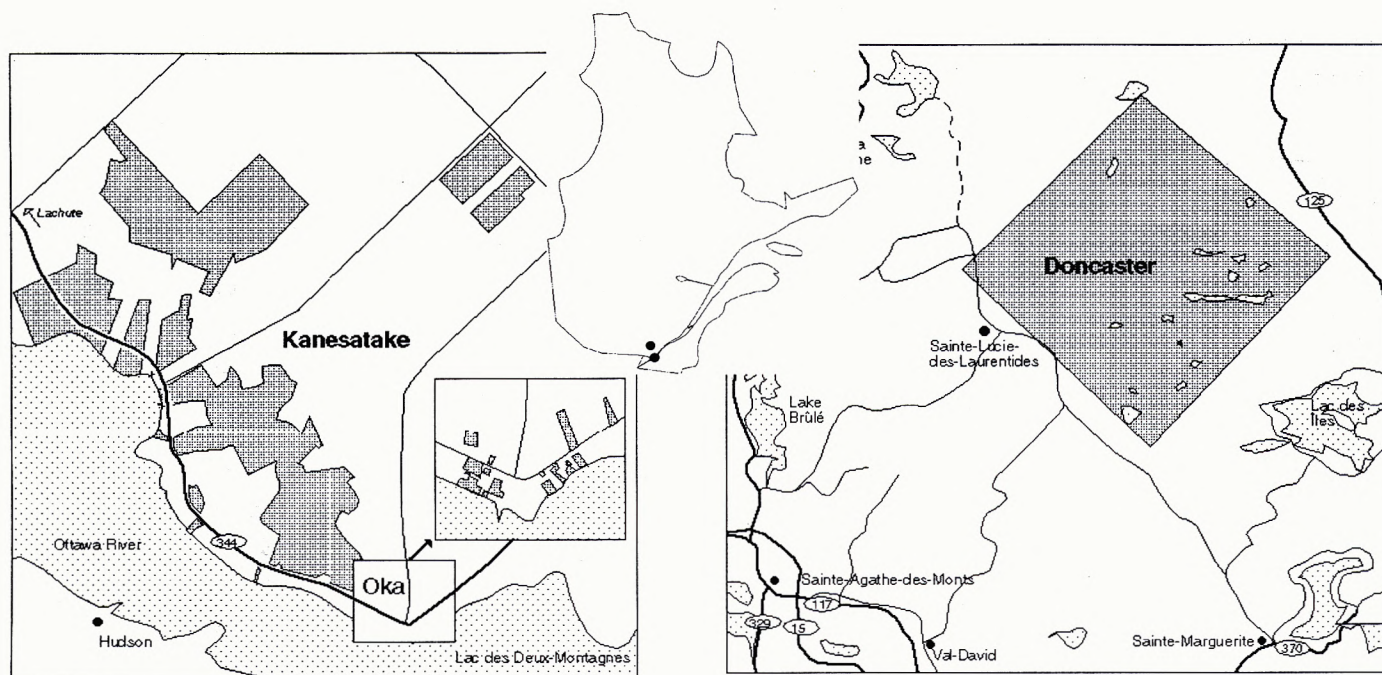 Lachute
Kanesatake
Ottawa River
344
Oka
Hudson
Lac des Deux-Montagnes
125
Doncaster
Sainte-Lucie-
des-Laurentides
Lake
Brûlé
Lac des
Îles
Sainte-Agathe-des-Monts
117
329
15
Val-David
Sainte-Marguerite
370